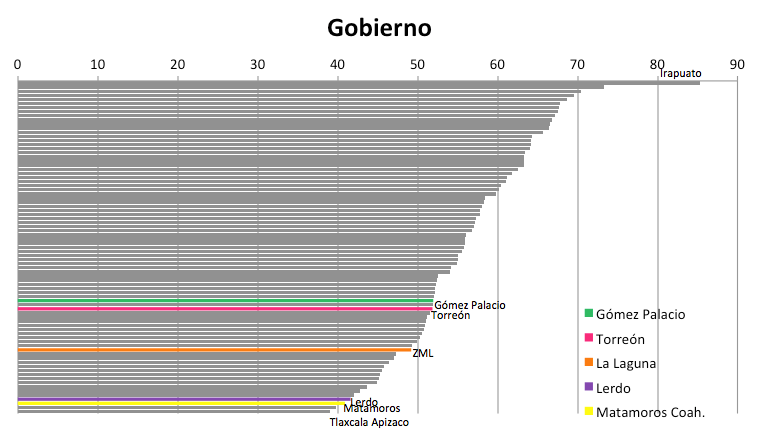 Gobierno
0 10 20 30 40 50 60 70 80 90
Irapuato
Gómez Palacio
Torreón
ZML
Lerdo
Matamoros
Tlaxcala Apizaco
Gómez Palacio
Torreón
La Laguna
Lerdo
Matamoros Coah.